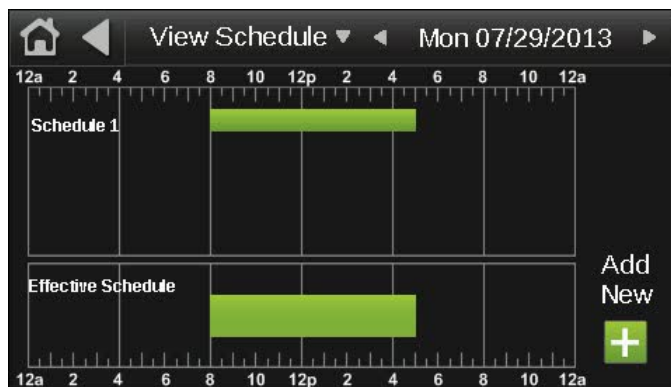 View Schedule Mon 07/29/2013
12a 2 4 6 8 10 12p 2 4 6 8 10 12a
Schedule 1
Effective Schedule
Add
New
12a 2 4 6 8 10 12p 2 4 6 8 10 12a